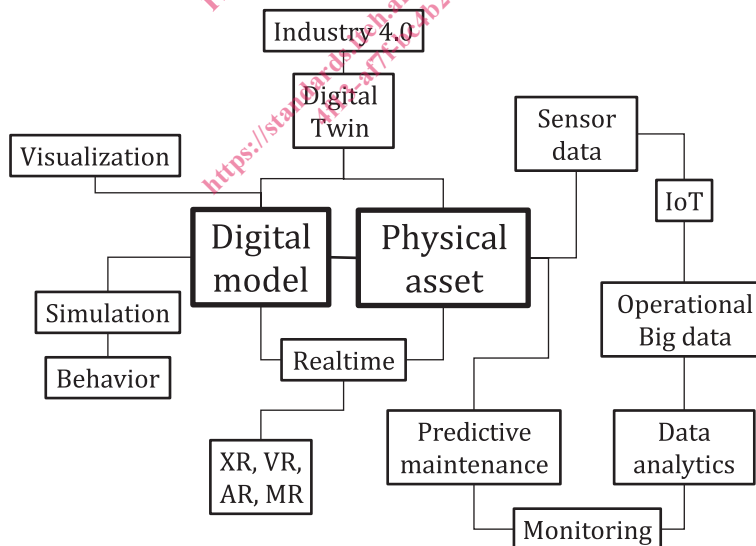 Industry 4.0
Digital
Twin
Sensor
data
Visualization
IoT
Digital
model
Physical
asset
Simulation
Operational
Big data
Realtime
Behavior
Predictive
maintenance
Data
analytics
XR, VR,
AR, MR
Monitoring